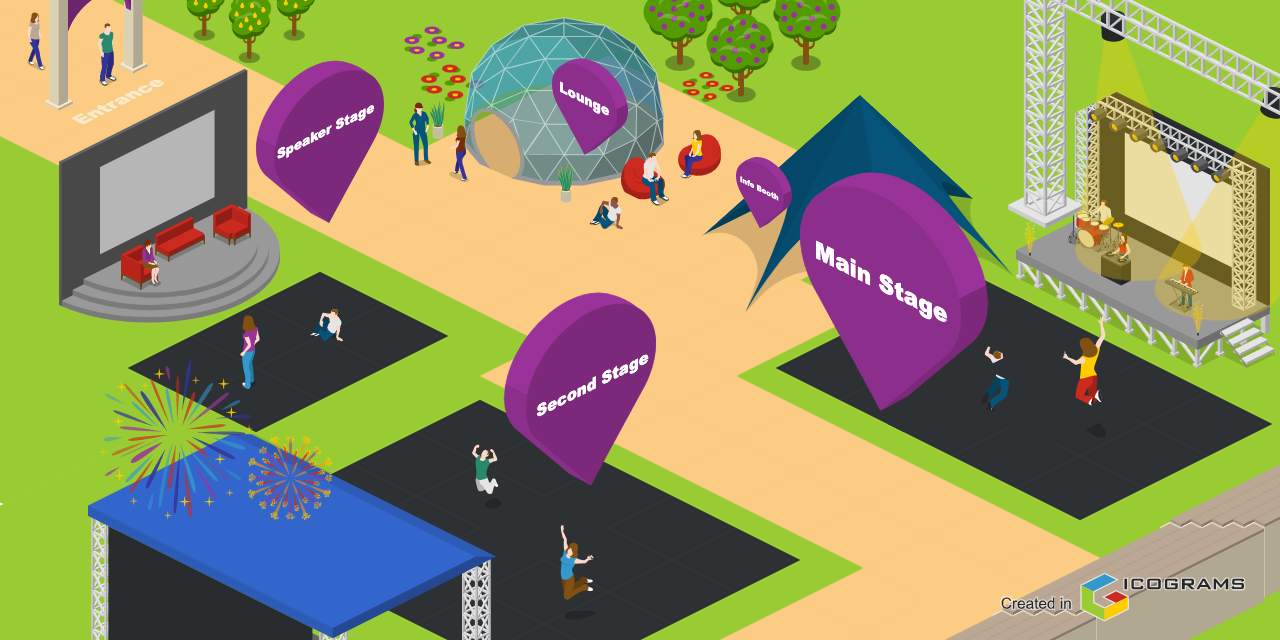 Entrance
Speaker Stage
Lounge
Info Booth
Main Stage
Second Stage
Created in ICOGRAMS